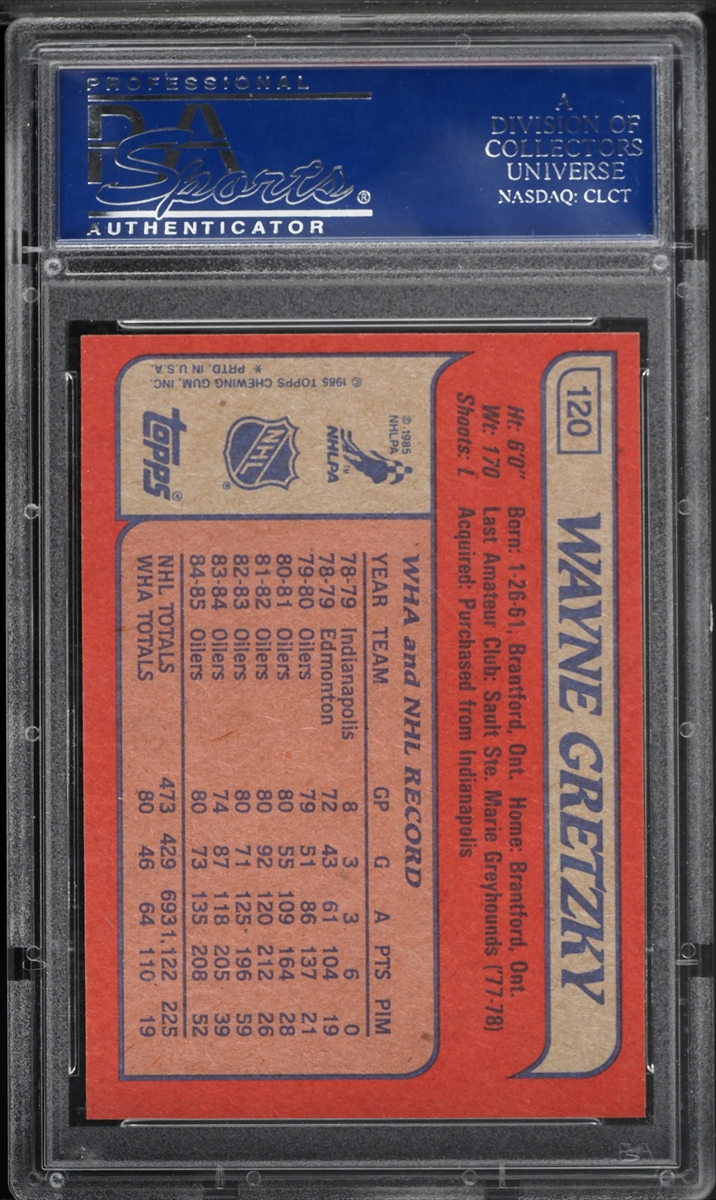 PROFESSIONAL
PSA
Sports®
AUTHENTICATOR
A
DIVISION OF
COLLECTORS
UNIVERSE
NASDAQ: CLCT
120
WAYNE GRETZKY
Ht: 6'0" Born: 1-26-61, Brantford, Ont. Home: Brantford, Ont.
Wt: 170 Last Amateur Club: Sault Ste. Marie Greyhounds ('77-78)
Shoots: L Acquired: Purchased from Indianapolis
© 1985
NHLPA
NHLPA
TM
NHL
®
topps®
© 1985 TOPPS CHEWING GUM, INC.
* PRTD. IN U.S.A.
WHA and NHL RECORD
YEAR TEAM GP G A PTS PIM
78-79 Indianapolis 8 3 3 6 0
78-79 Edmonton 72 43 61 104 19
79-80 Oilers 79 51 86 137 21
80-81 Oilers 80 55 109 164 28
81-82 Oilers 80 92 120 212 26
82-83 Oilers 80 71 125 196 59
83-84 Oilers 74 87 118 205 39
84-85 Oilers 80 73 135 208 52
NHL TOTALS 473 429 693 1,122 225
WHA TOTALS 80 46 64 110 19
PSA